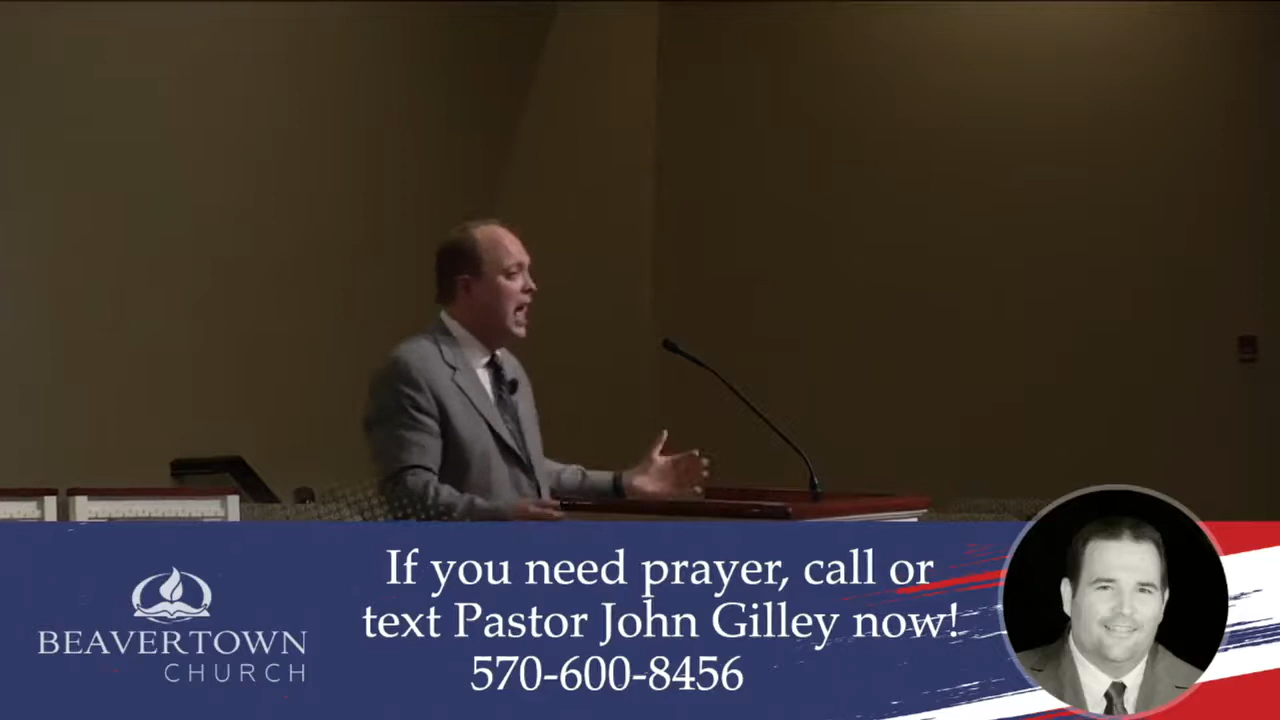 If you need prayer, call or
text Pastor John Gilley now!
570-600-8456
BEAVERTOWN
CHURCH